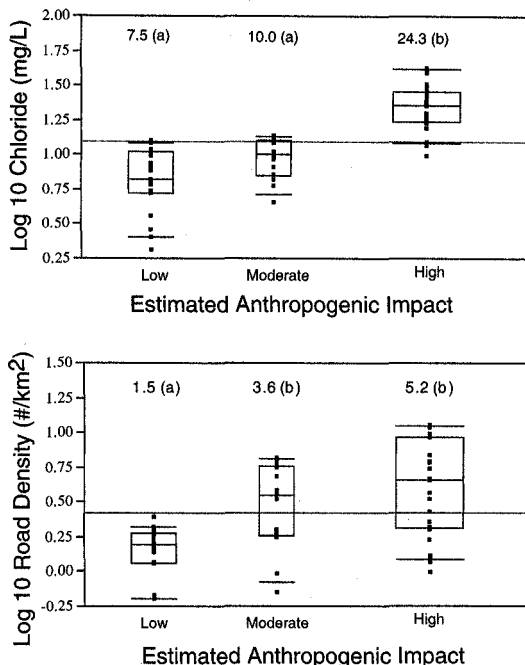 Log 10 Chloride (mg/L)
2.00
1.75
1.50
1.25
1.00
0.75
0.50
0.25
7.5 (a) 10.0 (a) 24.3 (b)
Low Moderate High
Estimated Anthropogenic Impact
Log 10 Road Density (#/km2)
1.50
1.25
1.00
0.75
0.50
0.25
0.00
-0.25
1.5 (a) 3.6 (b) 5.2 (b)
Low Moderate High
Estimated Anthropogenic Impact